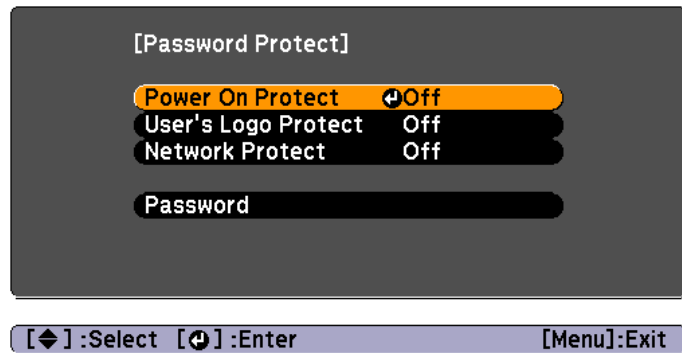 [Password Protect]
Power On Protect Off
User's Logo Protect Off
Network Protect Off
Password
[◆] :Select [↵] :Enter [Menu]:Exit